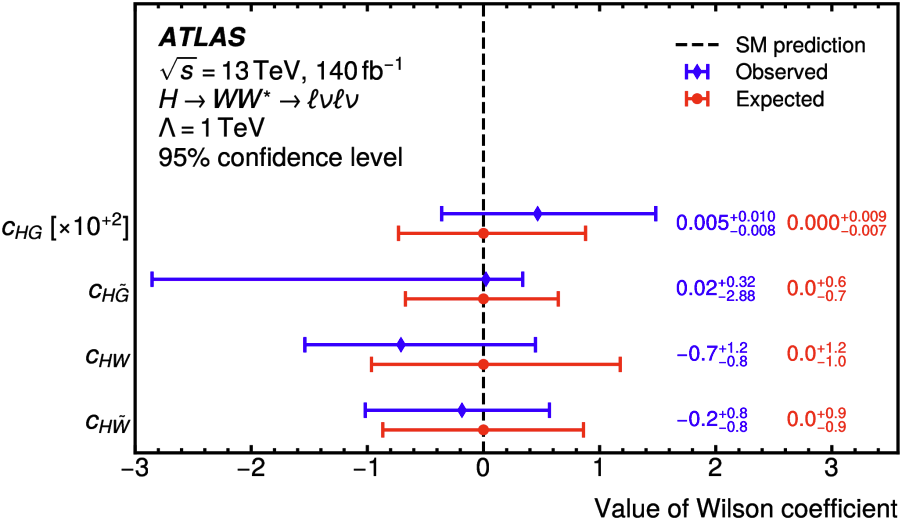 ATLAS
√s = 13 TeV, 140 fb⁻¹
H → WW* → ℓνℓν
Λ = 1 TeV
95% confidence level
SM prediction
Observed
Expected
c_HG [×10⁺²] 0.005 +0.010 −0.008 0.000 +0.009 −0.007
c_HG̃ 0.02 +0.32 −2.88 0.0 +0.6 −0.7
c_HW −0.7 +1.2 −0.8 0.0 +1.2 −1.0
c_HW̃ −0.2 +0.8 −0.8 0.0 +0.9 −0.9
−3 −2 −1 0 1 2 3
Value of Wilson coefficient